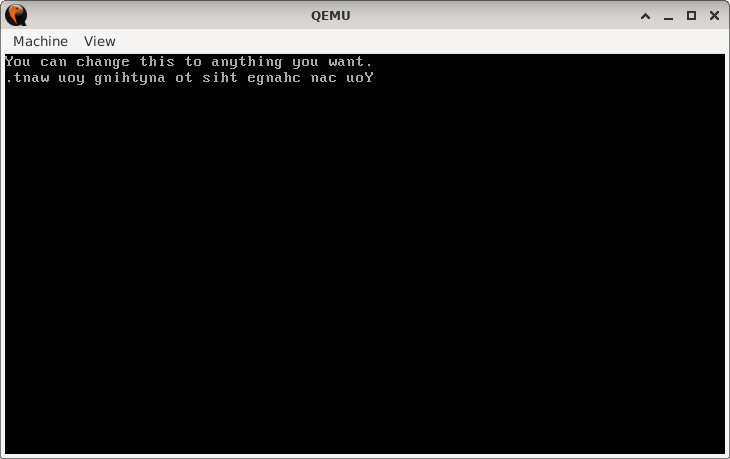 QEMU
Machine View
You can change this to anything you want.
.tnaw uoy gnihtyna ot siht egnahc nac uoY